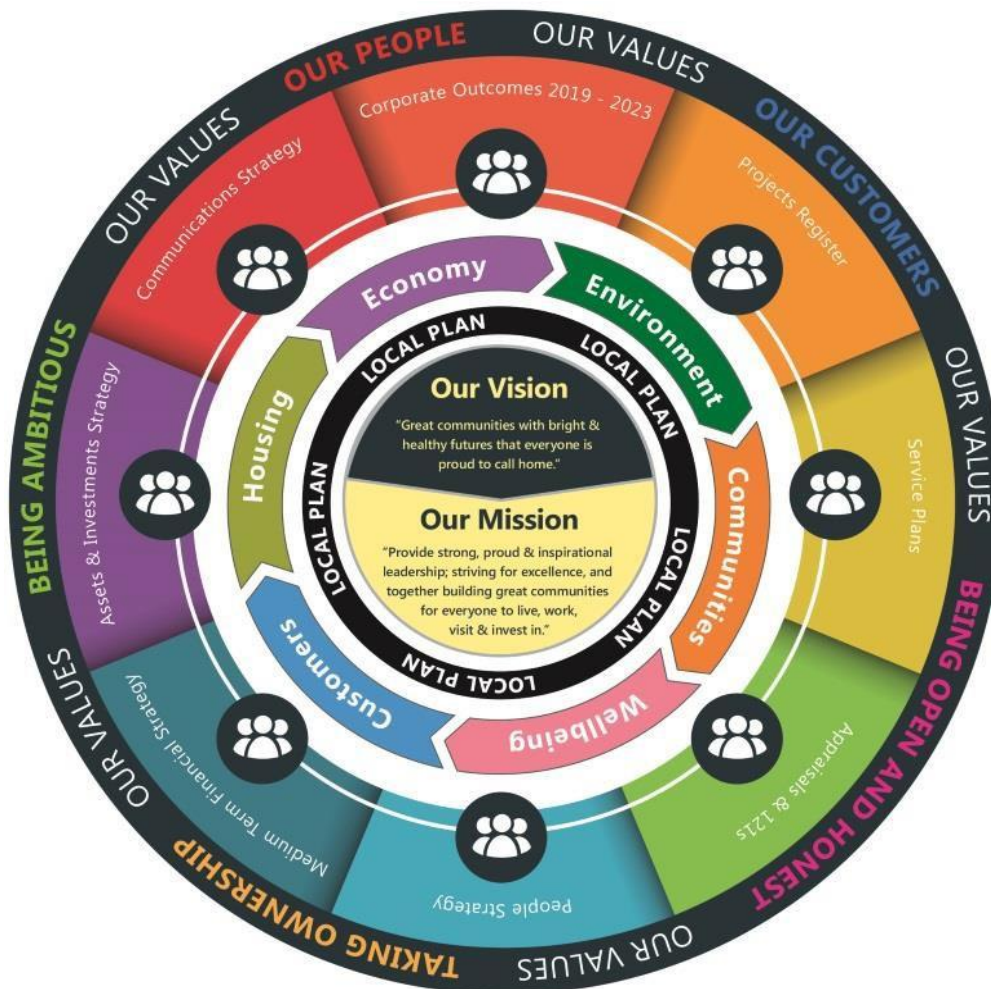 OUR PEOPLE
OUR VALUES
OUR CUSTOMERS
OUR VALUES
BEING OPEN AND HONEST
OUR VALUES
TAKING OWNERSHIP
OUR VALUES
BEING AMBITIOUS
OUR VALUES
Corporate Outcomes 2019 - 2023
Projects Register
Service Plans
Appraisals & 121s
People Strategy
Medium Term Financial Strategy
Assets & Investments Strategy
Communications Strategy
Economy
Environment
Communities
Wellbeing
Customers
Housing
LOCAL PLAN
LOCAL PLAN
LOCAL PLAN
LOCAL PLAN
LOCAL PLAN
Our Vision
“Great communities with bright &
healthy futures that everyone is
proud to call home.”
Our Mission
“Provide strong, proud & inspirational
leadership; striving for excellence, and
together building great communities
for everyone to live, work,
visit & invest in.”